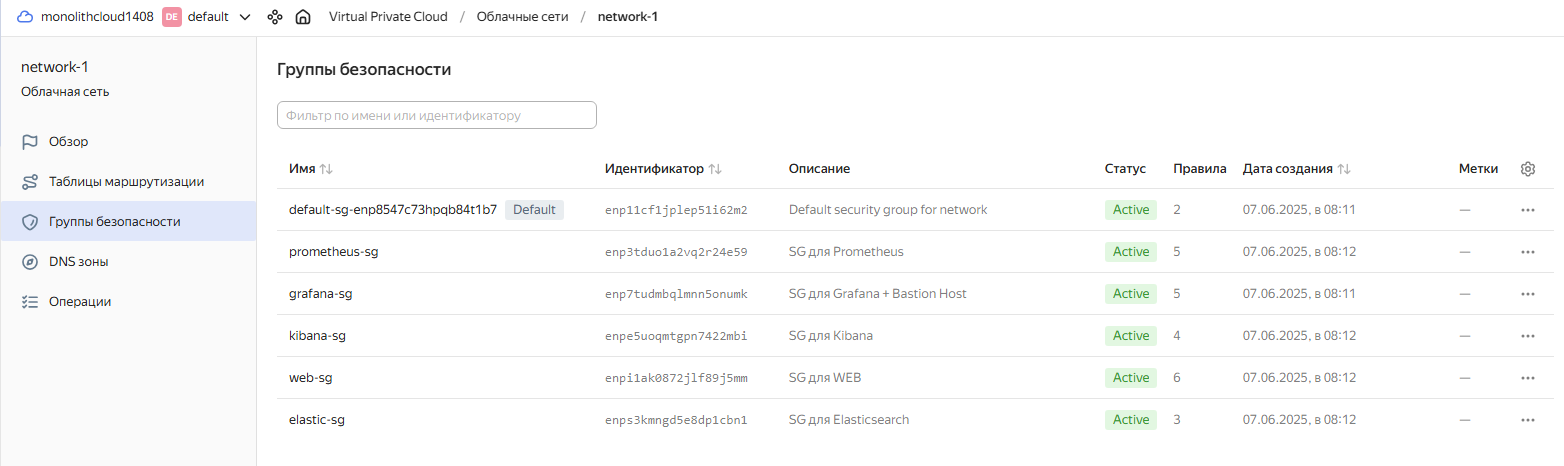 monolithcloud1408 DE default Virtual Private Cloud / Облачные сети / network-1
network-1
Облачная сеть
Обзор
Таблицы маршрутизации
Группы безопасности
DNS зоны
Операции
Группы безопасности
Фильтр по имени или идентификатору
Имя Идентификатор Описание Статус Правила Дата создания Метки
default-sg-enp8547c73hpqb84t1b7 Default enp11cf1jplep51i62m2 Default security group for network Active 2 07.06.2025, в 08:11 —
prometheus-sg enp3tduo1a2vq2r24e59 SG для Prometheus Active 5 07.06.2025, в 08:12 —
grafana-sg enp7tudmbqlmnn5onumk SG для Grafana + Bastion Host Active 5 07.06.2025, в 08:11 —
kibana-sg enpe5uoqmtgpn7422mbi SG для Kibana Active 4 07.06.2025, в 08:12 —
web-sg enpi1ak0872jlf89j5mm SG для WEB Active 6 07.06.2025, в 08:12 —
elastic-sg enps3kmngd5e8dp1cbn1 SG для Elasticsearch Active 3 07.06.2025, в 08:12 —